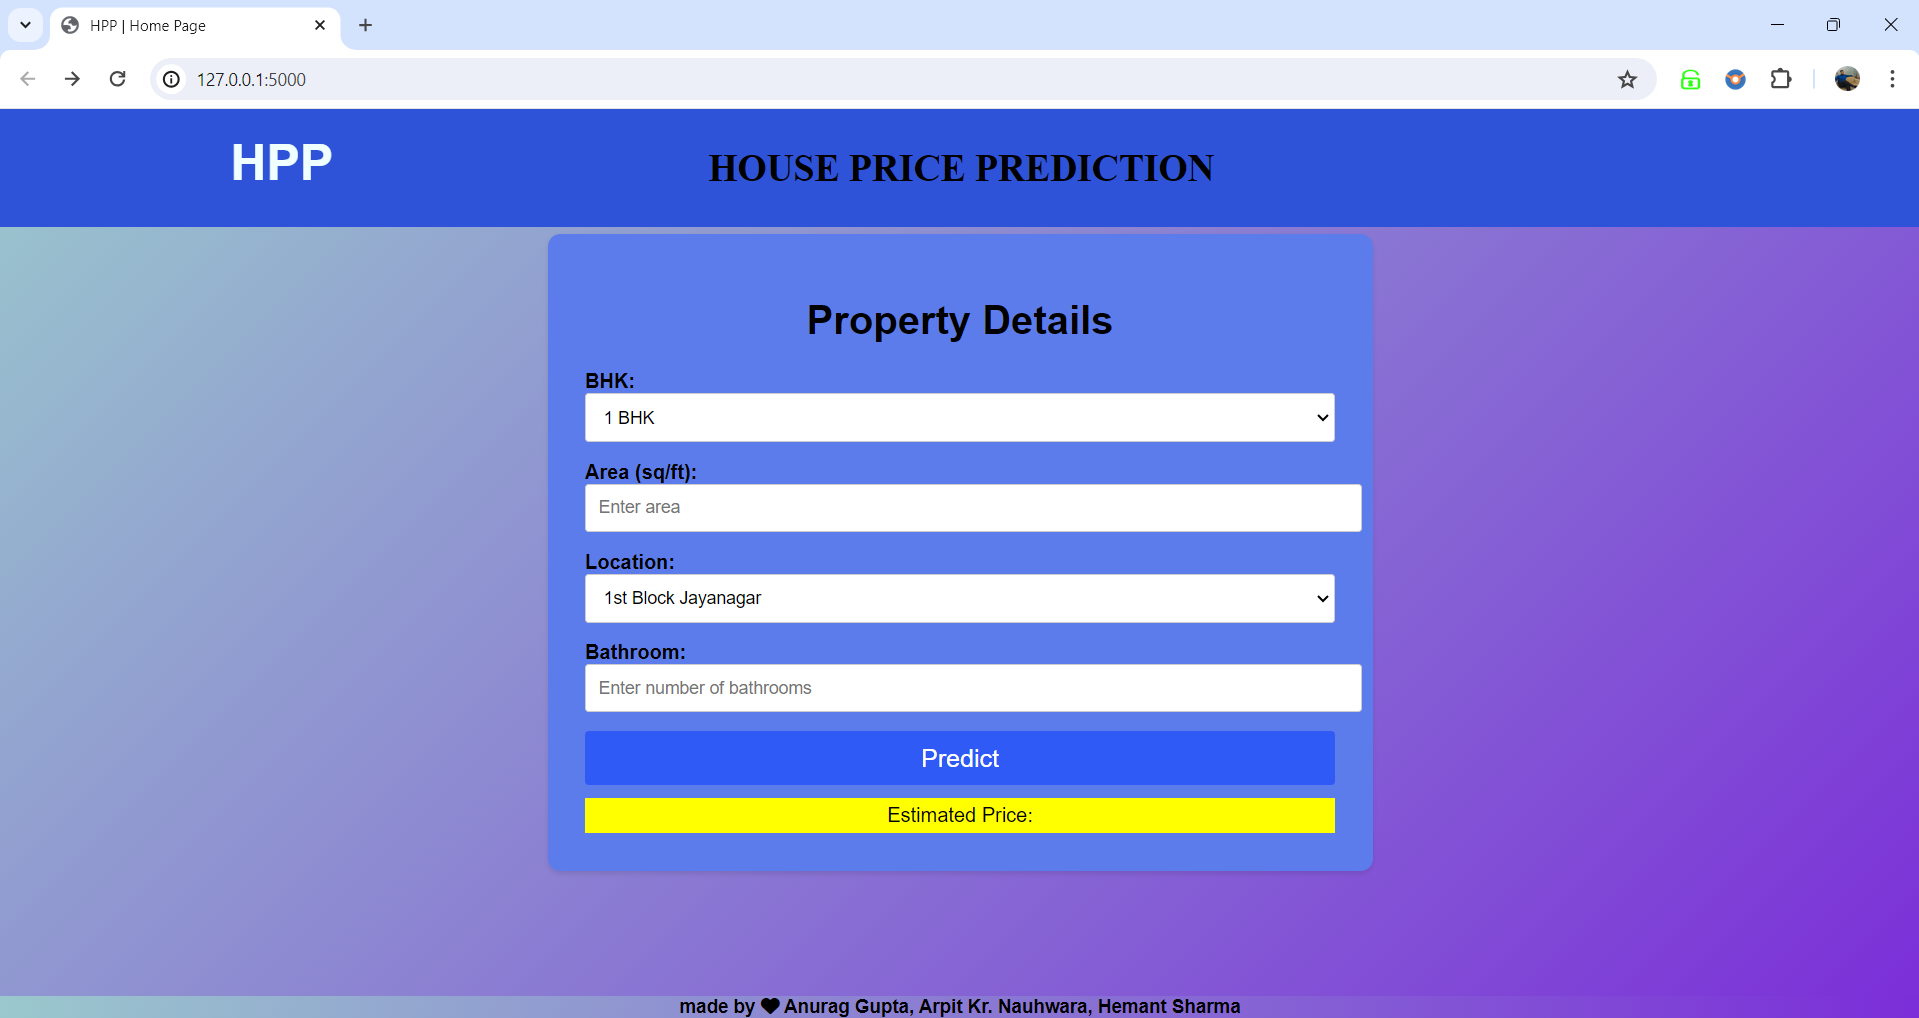 HPP | Home Page
127.0.0.1:5000
HPP
HOUSE PRICE PREDICTION
Property Details
BHK:
1 BHK
Area (sq/ft):
Enter area
Location:
1st Block Jayanagar
Bathroom:
Enter number of bathrooms
Predict
Estimated Price:
made by ❤ Anurag Gupta, Arpit Kr. Nauhwara, Hemant Sharma